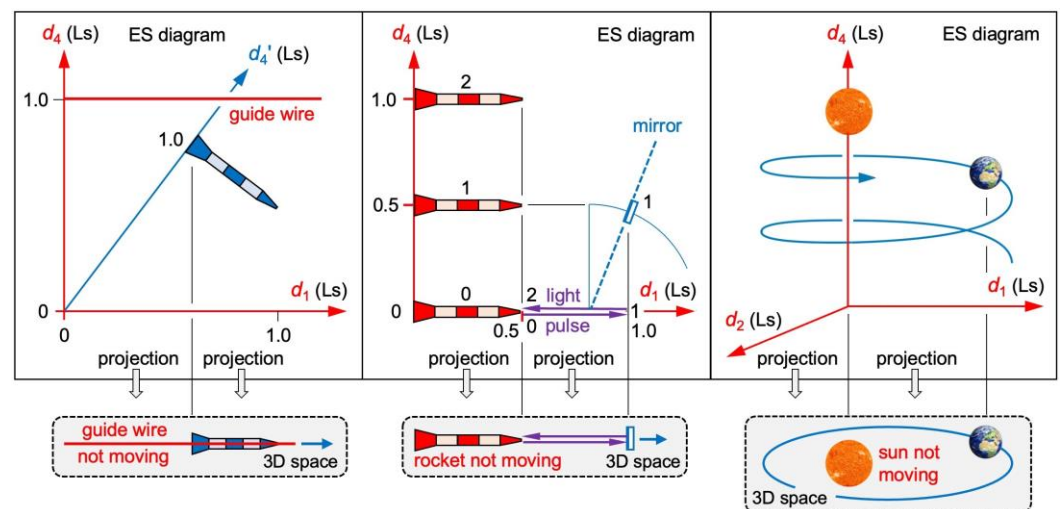 d4 (Ls) ES diagram
d4' (Ls)
1.0
guide wire
1.0
0
d1 (Ls)
0 1.0
projection projection
guide wire
not moving
3D space
d4 (Ls) ES diagram
2
1.0
mirror
1
0.5
1
0 2 light d1 (Ls)
0
pulse 1
0.5 0 1.0
projection projection
rocket not moving 3D space
d4 (Ls) ES diagram
d1 (Ls)
d2 (Ls)
projection projection
sun not
moving
3D space